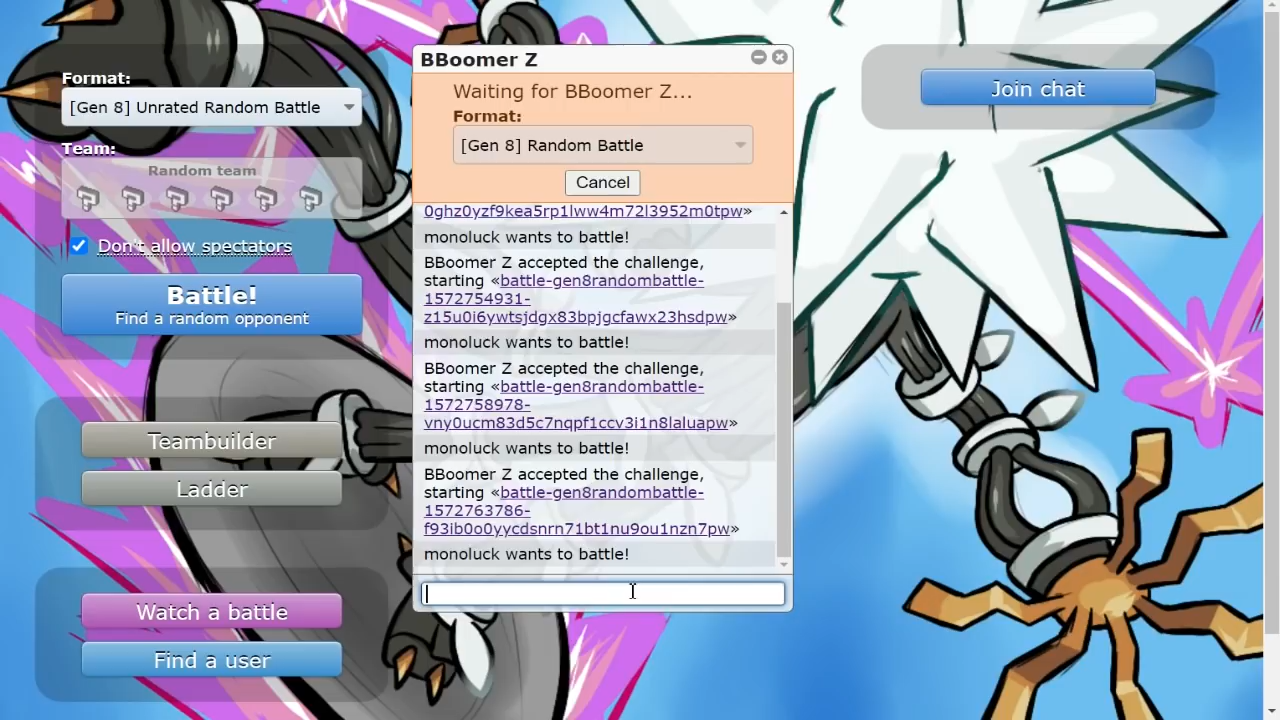 Format:
[Gen 8] Unrated Random Battle
Team:
Random team
Don't allow spectators
Battle!
Find a random opponent
Teambuilder
Ladder
Watch a battle
Find a user
BBoomer Z
Waiting for BBoomer Z...
Format:
[Gen 8] Random Battle
Cancel
0ghz0yzf9kea5rp1lww4m72l3952m0tpw»
monoluck wants to battle!
BBoomer Z accepted the challenge,
starting «battle-gen8randombattle-
1572754931-
z15u0i6ywtsjdgx83bpjgcfawx23hsdpw»
monoluck wants to battle!
BBoomer Z accepted the challenge,
starting «battle-gen8randombattle-
1572758978-
vny0ucm83d5c7nqpf1ccv3i1n8laluapw»
monoluck wants to battle!
BBoomer Z accepted the challenge,
starting «battle-gen8randombattle-
1572763786-
f93ib0o0yycdsnrn71bt1nu9ou1nzn7pw»
monoluck wants to battle!
Join chat